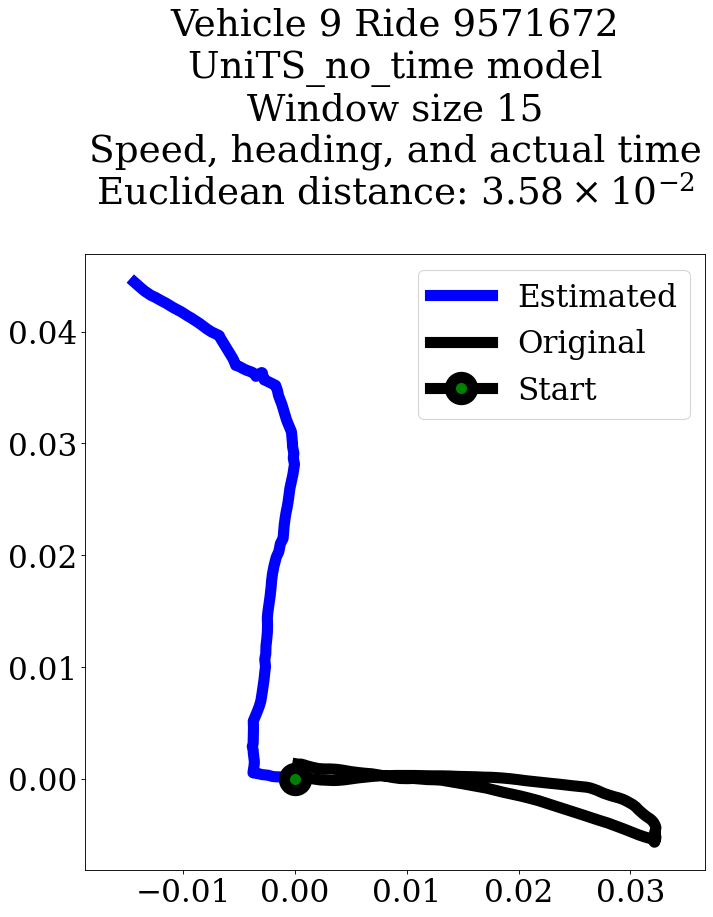 Vehicle 9 Ride 9571672
UniTS_no_time model
Window size 15
Speed, heading, and actual time
Euclidean distance: 3.58 × 10⁻²
Estimated
Original
Start
0.04
0.03
0.02
0.01
0.00
−0.01 0.00 0.01 0.02 0.03